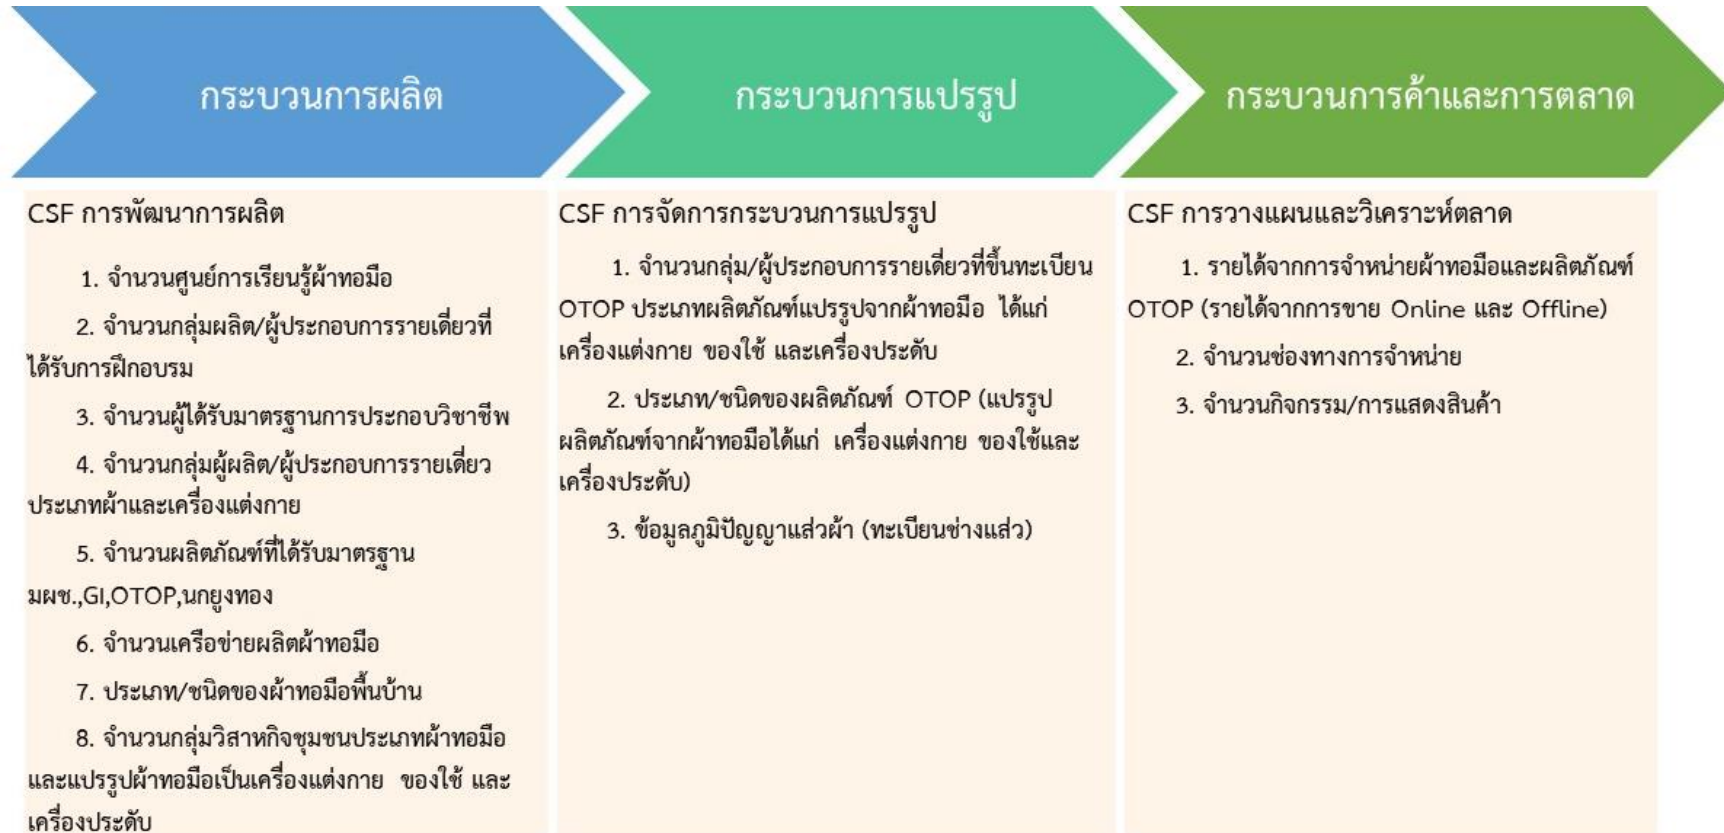 กระบวนการผลิต
กระบวนการแปรรูป
กระบวนการค้าและการตลาด
CSF การพัฒนาการผลิต
1. จำนวนศูนย์การเรียนรู้ผ้าทอมือ
2. จำนวนกลุ่มผลิต/ผู้ประกอบการรายเดี่ยวที่
ได้รับการฝึกอบรม
3. จำนวนผู้ได้รับมาตรฐานการประกอบวิชาชีพ
4. จำนวนกลุ่มผู้ผลิต/ผู้ประกอบการรายเดี่ยว
ประเภทผ้าและเครื่องแต่งกาย
5. จำนวนผลิตภัณฑ์ที่ได้รับมาตรฐาน
มผช.,GI,OTOP,นกยูงทอง
6. จำนวนเครือข่ายผลิตผ้าทอมือ
7. ประเภท/ชนิดของผ้าทอมือพื้นบ้าน
8. จำนวนกลุ่มวิสาหกิจชุมชนประเภทผ้าทอมือ
และแปรรูปผ้าทอมือเป็นเครื่องแต่งกาย ของใช้ และ
เครื่องประดับ
CSF การจัดการกระบวนการแปรรูป
1. จำนวนกลุ่ม/ผู้ประกอบการรายเดี่ยวที่ขึ้นทะเบียน
OTOP ประเภทผลิตภัณฑ์แปรรูปจากผ้าทอมือ ได้แก่
เครื่องแต่งกาย ของใช้ และเครื่องประดับ
2. ประเภท/ชนิดของผลิตภัณฑ์ OTOP (แปรรูป
ผลิตภัณฑ์จากผ้าทอมือได้แก่ เครื่องแต่งกาย ของใช้และ
เครื่องประดับ)
3. ข้อมูลภูมิปัญญาแส่วผ้า (ทะเบียนช่างแส่ว)
CSF การวางแผนและวิเคราะห์ตลาด
1. รายได้จากการจำหน่ายผ้าทอมือและผลิตภัณฑ์
OTOP (รายได้จากการขาย Online และ Offline)
2. จำนวนช่องทางการจำหน่าย
3. จำนวนกิจกรรม/การแสดงสินค้า